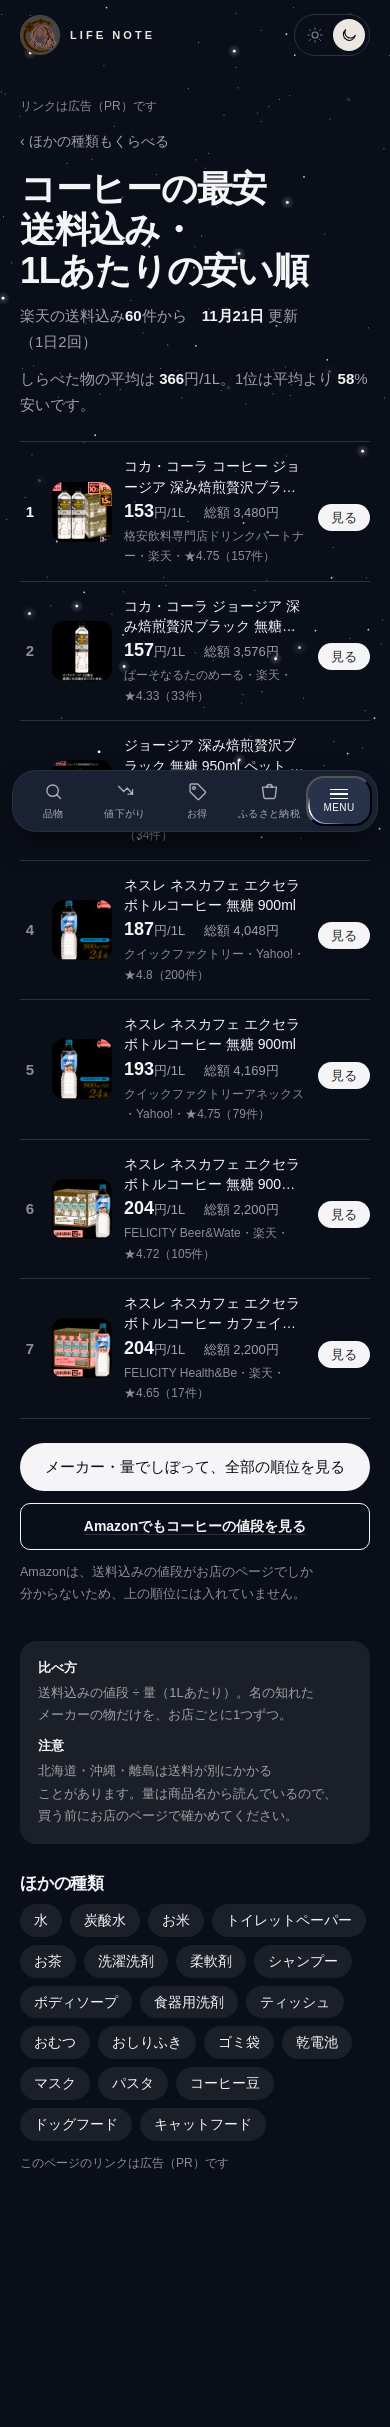 LIFE NOTE
リンクは広告（PR）です
‹ ほかの種類もくらべる
コーヒーの最安
送料込み・
1Lあたりの安い順
楽天の送料込み60件から　11月21日 更新
（1日2回）
しらべた物の平均は 366円/1L。1位は平均より 58%
安いです。
1
コカ・コーラ コーヒー ジョ
ージア 深み焙煎贅沢ブラ…
153円/1L 総額 3,480円
格安飲料専門店ドリンクパートナ
ー・楽天・★4.75（157件）
見る
2
コカ・コーラ ジョージア 深
み焙煎贅沢ブラック 無糖…
157円/1L 総額 3,576円
ぱーそなるたのめーる・楽天・
★4.33（33件）
見る
ジョージア 深み焙煎贅沢ブ
ラック 無糖 950ml ペット …
品物
値下がり
お得
ふるさと納税
MENU
（34件）
4
ネスレ ネスカフェ エクセラ
ボトルコーヒー 無糖 900ml
187円/1L 総額 4,048円
クイックファクトリー・Yahoo!・
★4.8（200件）
見る
5
ネスレ ネスカフェ エクセラ
ボトルコーヒー 無糖 900ml
193円/1L 総額 4,169円
クイックファクトリーアネックス
・Yahoo!・★4.75（79件）
見る
6
ネスレ ネスカフェ エクセラ
ボトルコーヒー 無糖 900…
204円/1L 総額 2,200円
FELICITY Beer&Wate・楽天・
★4.72（105件）
見る
7
ネスレ ネスカフェ エクセラ
ボトルコーヒー カフェイ…
204円/1L 総額 2,200円
FELICITY Health&Be・楽天・
★4.65（17件）
見る
メーカー・量でしぼって、全部の順位を見る
Amazonでもコーヒーの値段を見る
Amazonは、送料込みの値段がお店のページでしか
分からないため、上の順位には入れていません。
比べ方
送料込みの値段 ÷ 量（1Lあたり）。名の知れた
メーカーの物だけを、お店ごとに1つずつ。
注意
北海道・沖縄・離島は送料が別にかかる
ことがあります。量は商品名から読んでいるので、
買う前にお店のページで確かめてください。
ほかの種類
水 炭酸水 お米 トイレットペーパー
お茶 洗濯洗剤 柔軟剤 シャンプー
ボディソープ 食器用洗剤 ティッシュ
おむつ おしりふき ゴミ袋 乾電池
マスク パスタ コーヒー豆
ドッグフード キャットフード
このページのリンクは広告（PR）です